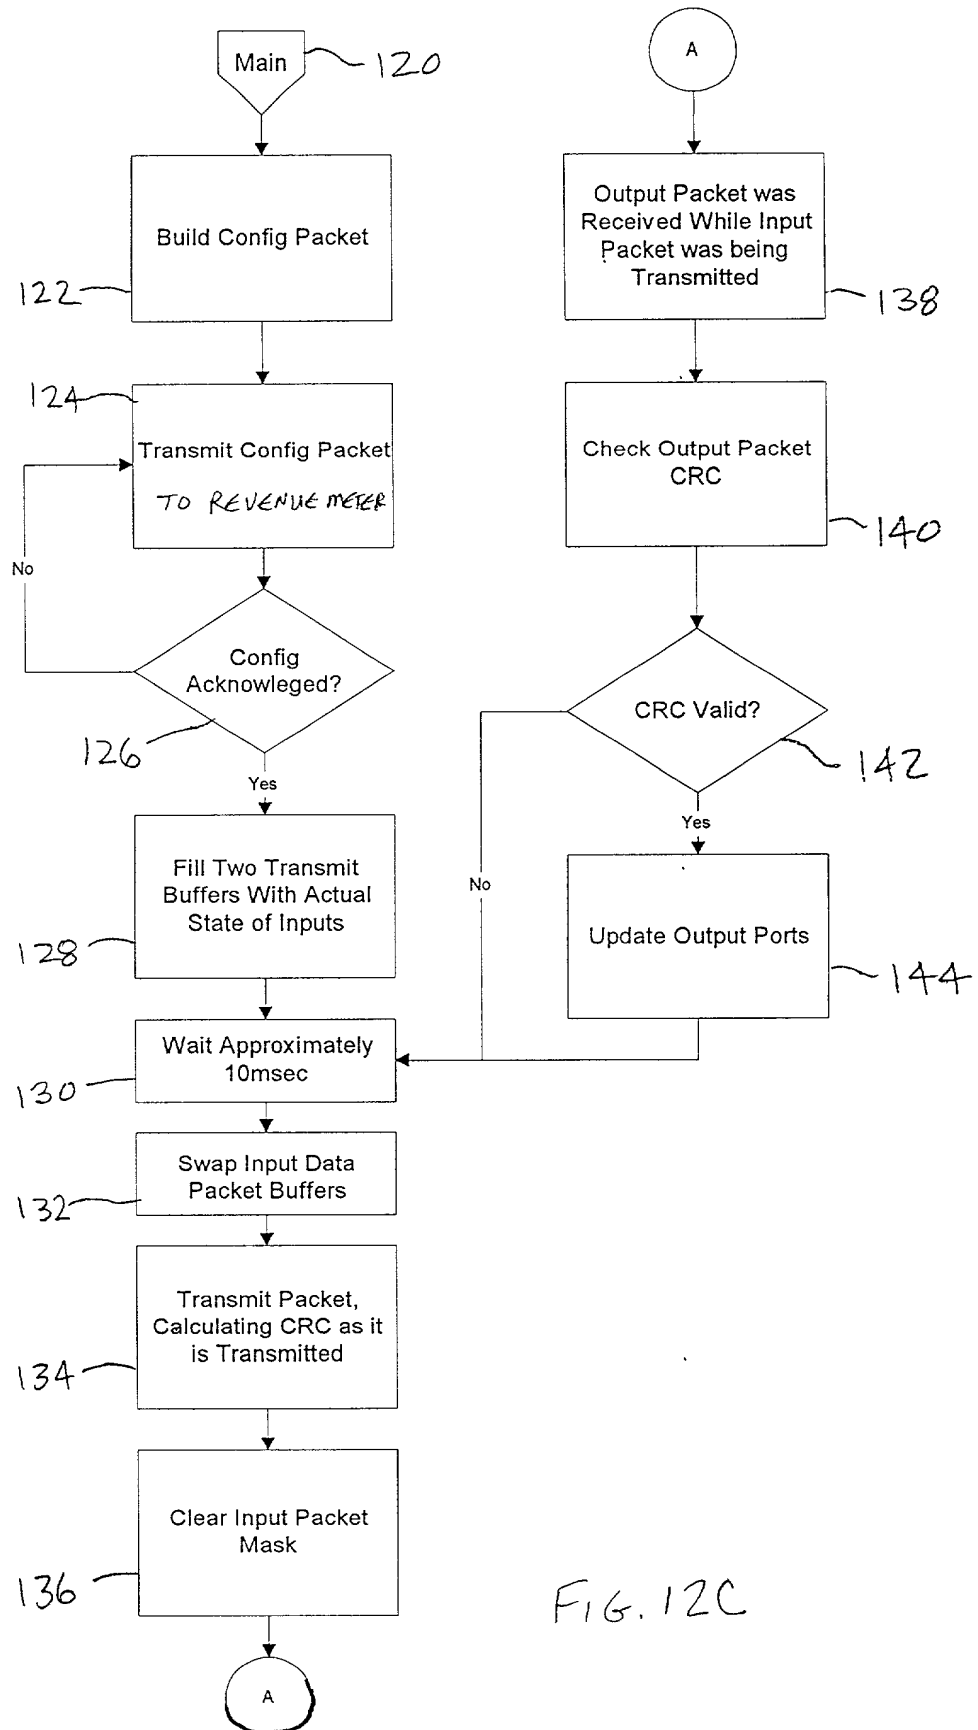 Main
120
Build Config Packet
122
124
Transmit Config Packet
TO REVENUE METER
No
Config
Acknowleged?
126
Yes
Fill Two Transmit
Buffers With Actual
State of Inputs
128
Wait Approximately
10msec
130
Swap Input Data
Packet Buffers
132
Transmit Packet,
Calculating CRC as it
is Transmitted
134
Clear Input Packet
Mask
136
A
A
Output Packet was
Received While Input
Packet was being
Transmitted
138
Check Output Packet
CRC
140
CRC Valid?
142
Yes
No
Update Output Ports
144
FIG. 12C